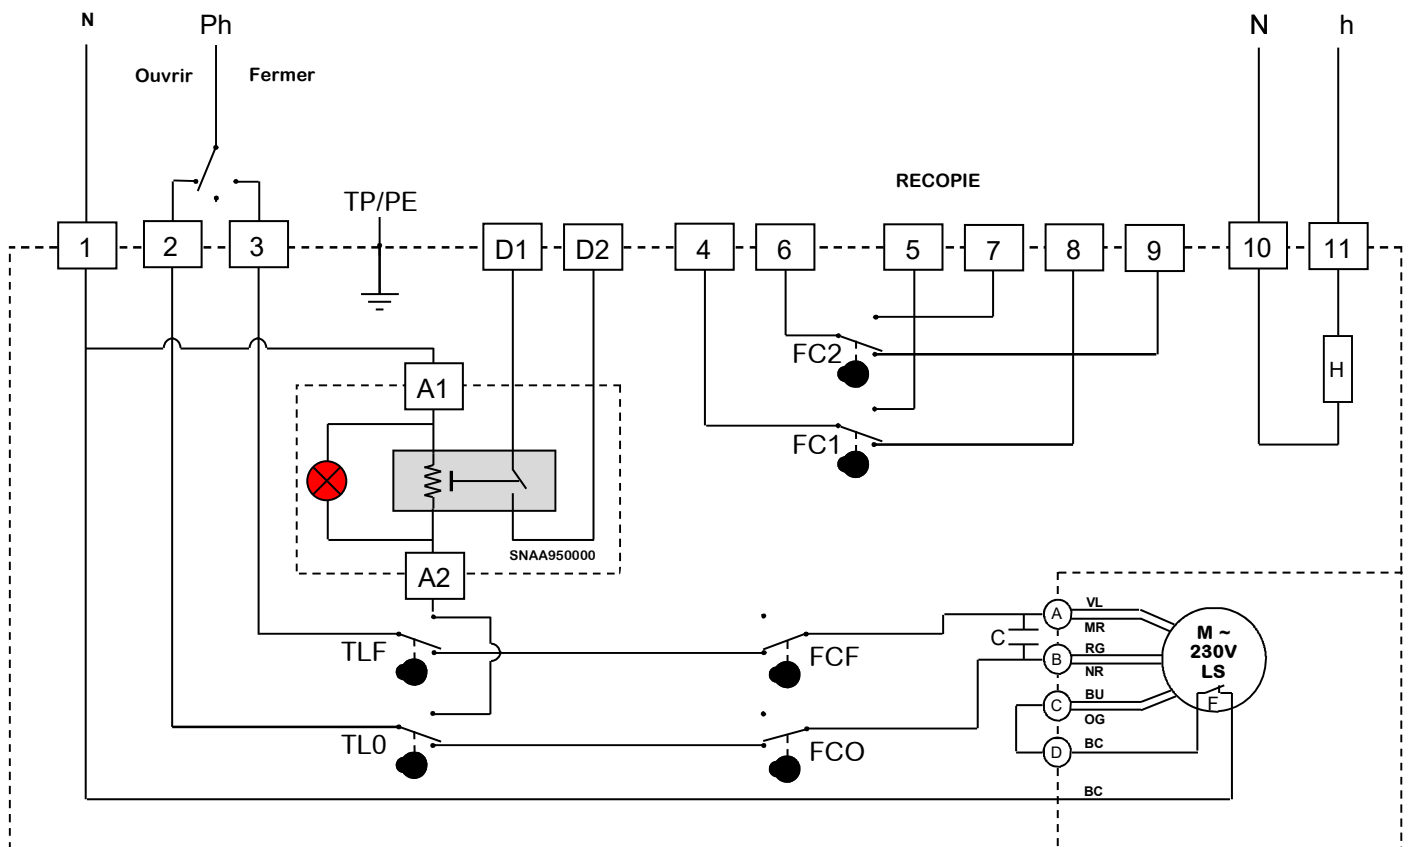 N
Ph
N
h
Ouvrir
Fermer
RECOPIE
TP/PE
1
2
3
D1
D2
4
6
5
7
8
9
10
11
FC2
H
A1
FC1
SNAA950000
A2
TLF
FCF
C
A
VL
MR
B
RG
NR
C
BU
OG
D
BC
M ~
230V
LS
F
TL0
FCO
BC